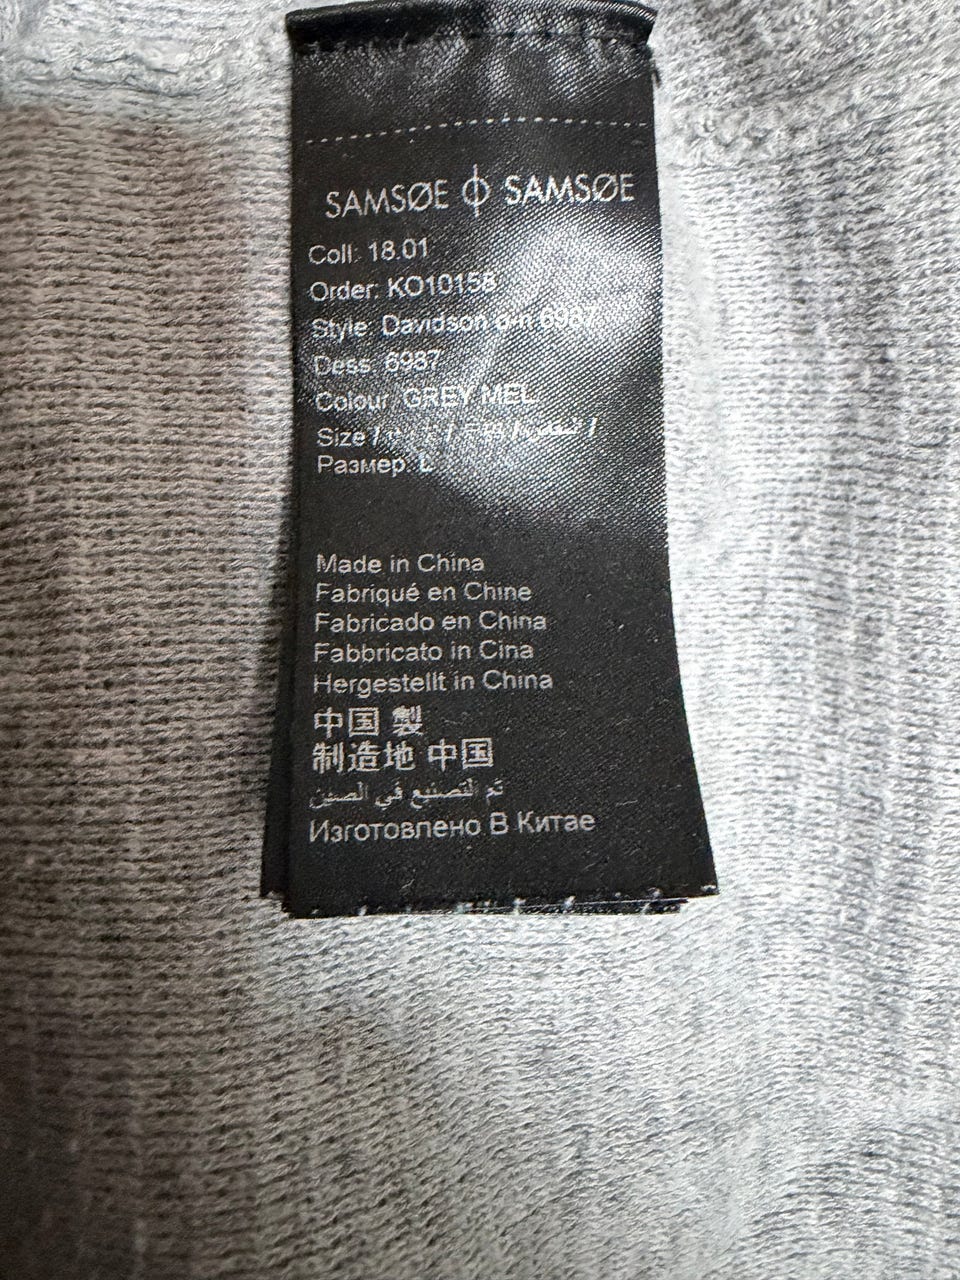 SAMSØE ϕ SAMSØE
Coll: 18.01
Order: KO10158
Style: Davidson o-n 6987
Dess: 6987
Colour: GREY MEL
Size /
Размер: L
Made in China
Fabriqué en Chine
Fabricado en China
Fabbricato in Cina
Hergestellt in China
中国 製
制造地 中国
تم التصنيع في الصين
Изготовлено В Китае